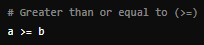 # Greater than or equal to (>=)
a >= b